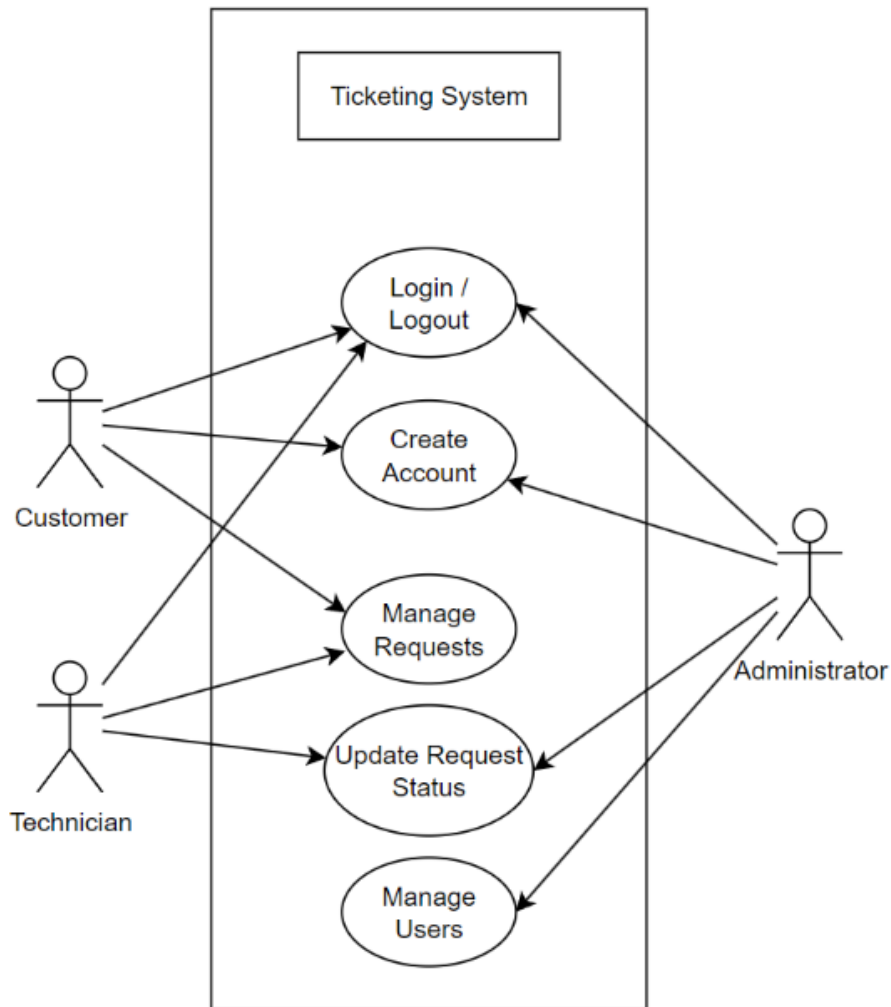 Ticketing System
Login /
Logout
Create
Account
Customer
Manage
Requests
Administrator
Update Request
Status
Technician
Manage
Users